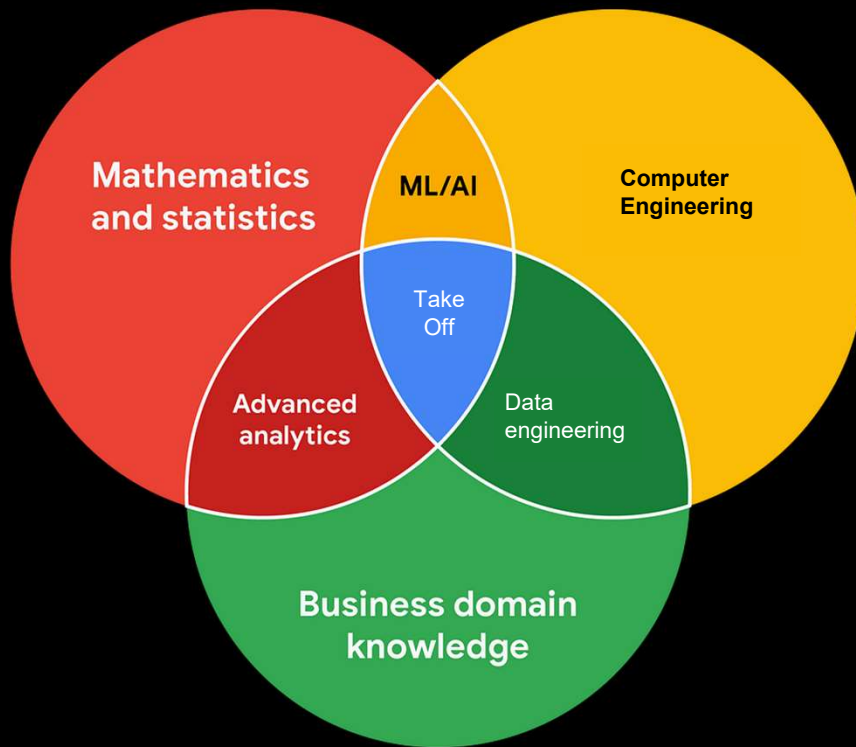 Mathematics
and statistics
ML/AI
Computer
Engineering
Take
Off
Advanced
analytics
Data
engineering
Business domain
knowledge